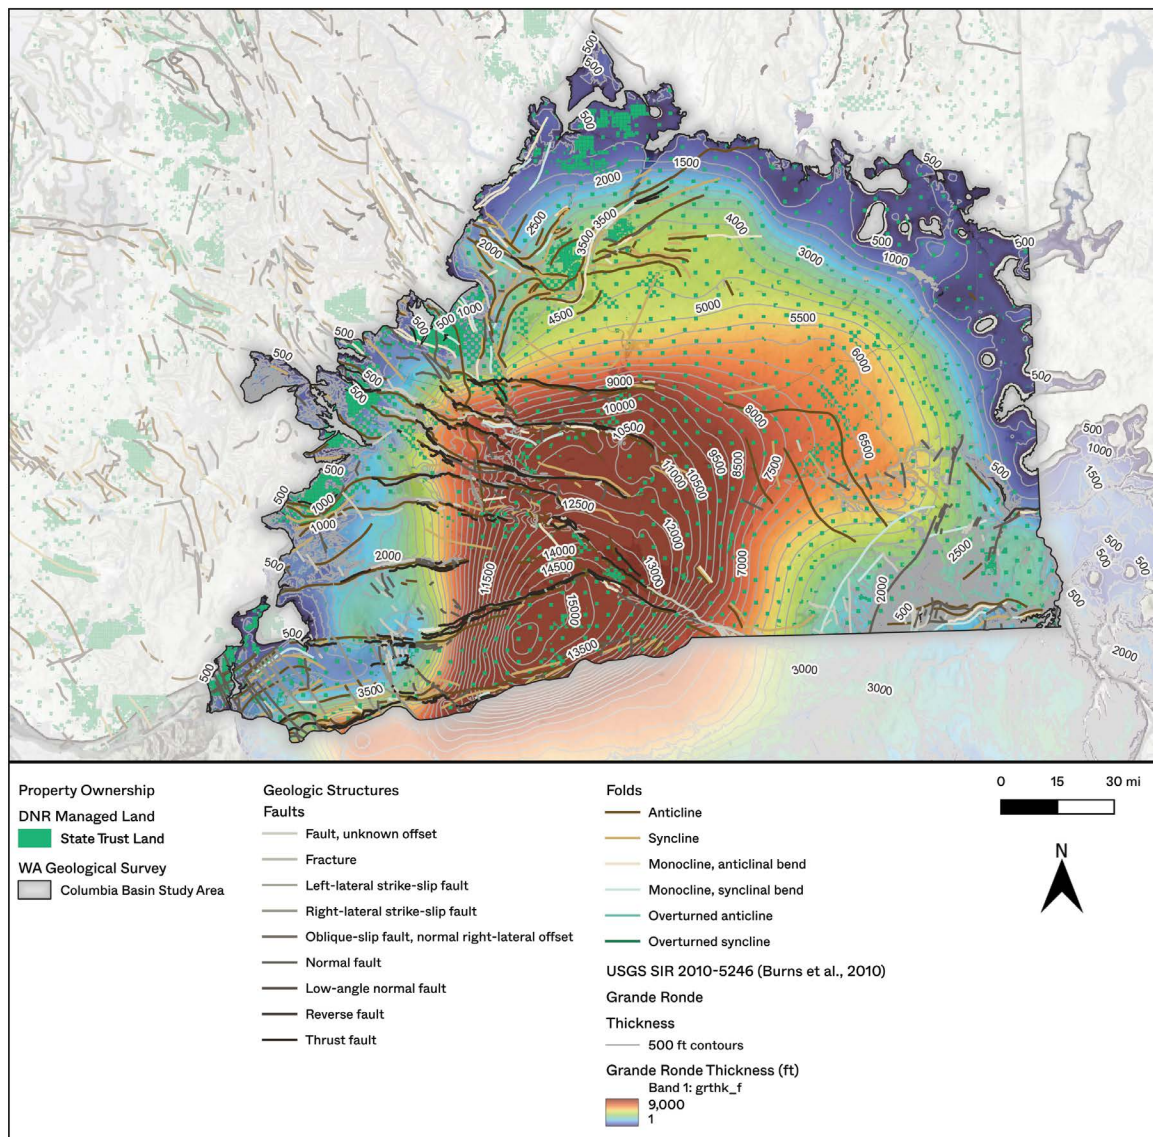 500
500
500
500
1500
2000
500
2500
3500
3500
4000
500
500
2000
3000
1000
1000
500
500
4500
5000
5500
500
500
6000
500
9000
500
8000
500
10000
10500
6500
500
1000
9500
8500
7500
11000
10500
500
1500
500
1000
12500
500
1000
12000
500
14000
2500
500
2000
14500
13000
7000
500
500
11500
2000
500
15000
500
500
13500
2000
500
3500
3000
3000
Property Ownership
DNR Managed Land
State Trust Land
WA Geological Survey
Columbia Basin Study Area
Geologic Structures
Faults
Fault, unknown offset
Fracture
Left-lateral strike-slip fault
Right-lateral strike-slip fault
Oblique-slip fault, normal right-lateral offset
Normal fault
Low-angle normal fault
Reverse fault
Thrust fault
Folds
Anticline
Syncline
Monocline, anticlinal bend
Monocline, synclinal bend
Overturned anticline
Overturned syncline
USGS SIR 2010-5246 (Burns et al., 2010)
Grande Ronde
Thickness
500 ft contours
Grande Ronde Thickness (ft)
Band 1: grthk_f
9,000
1
0 15 30 mi
N